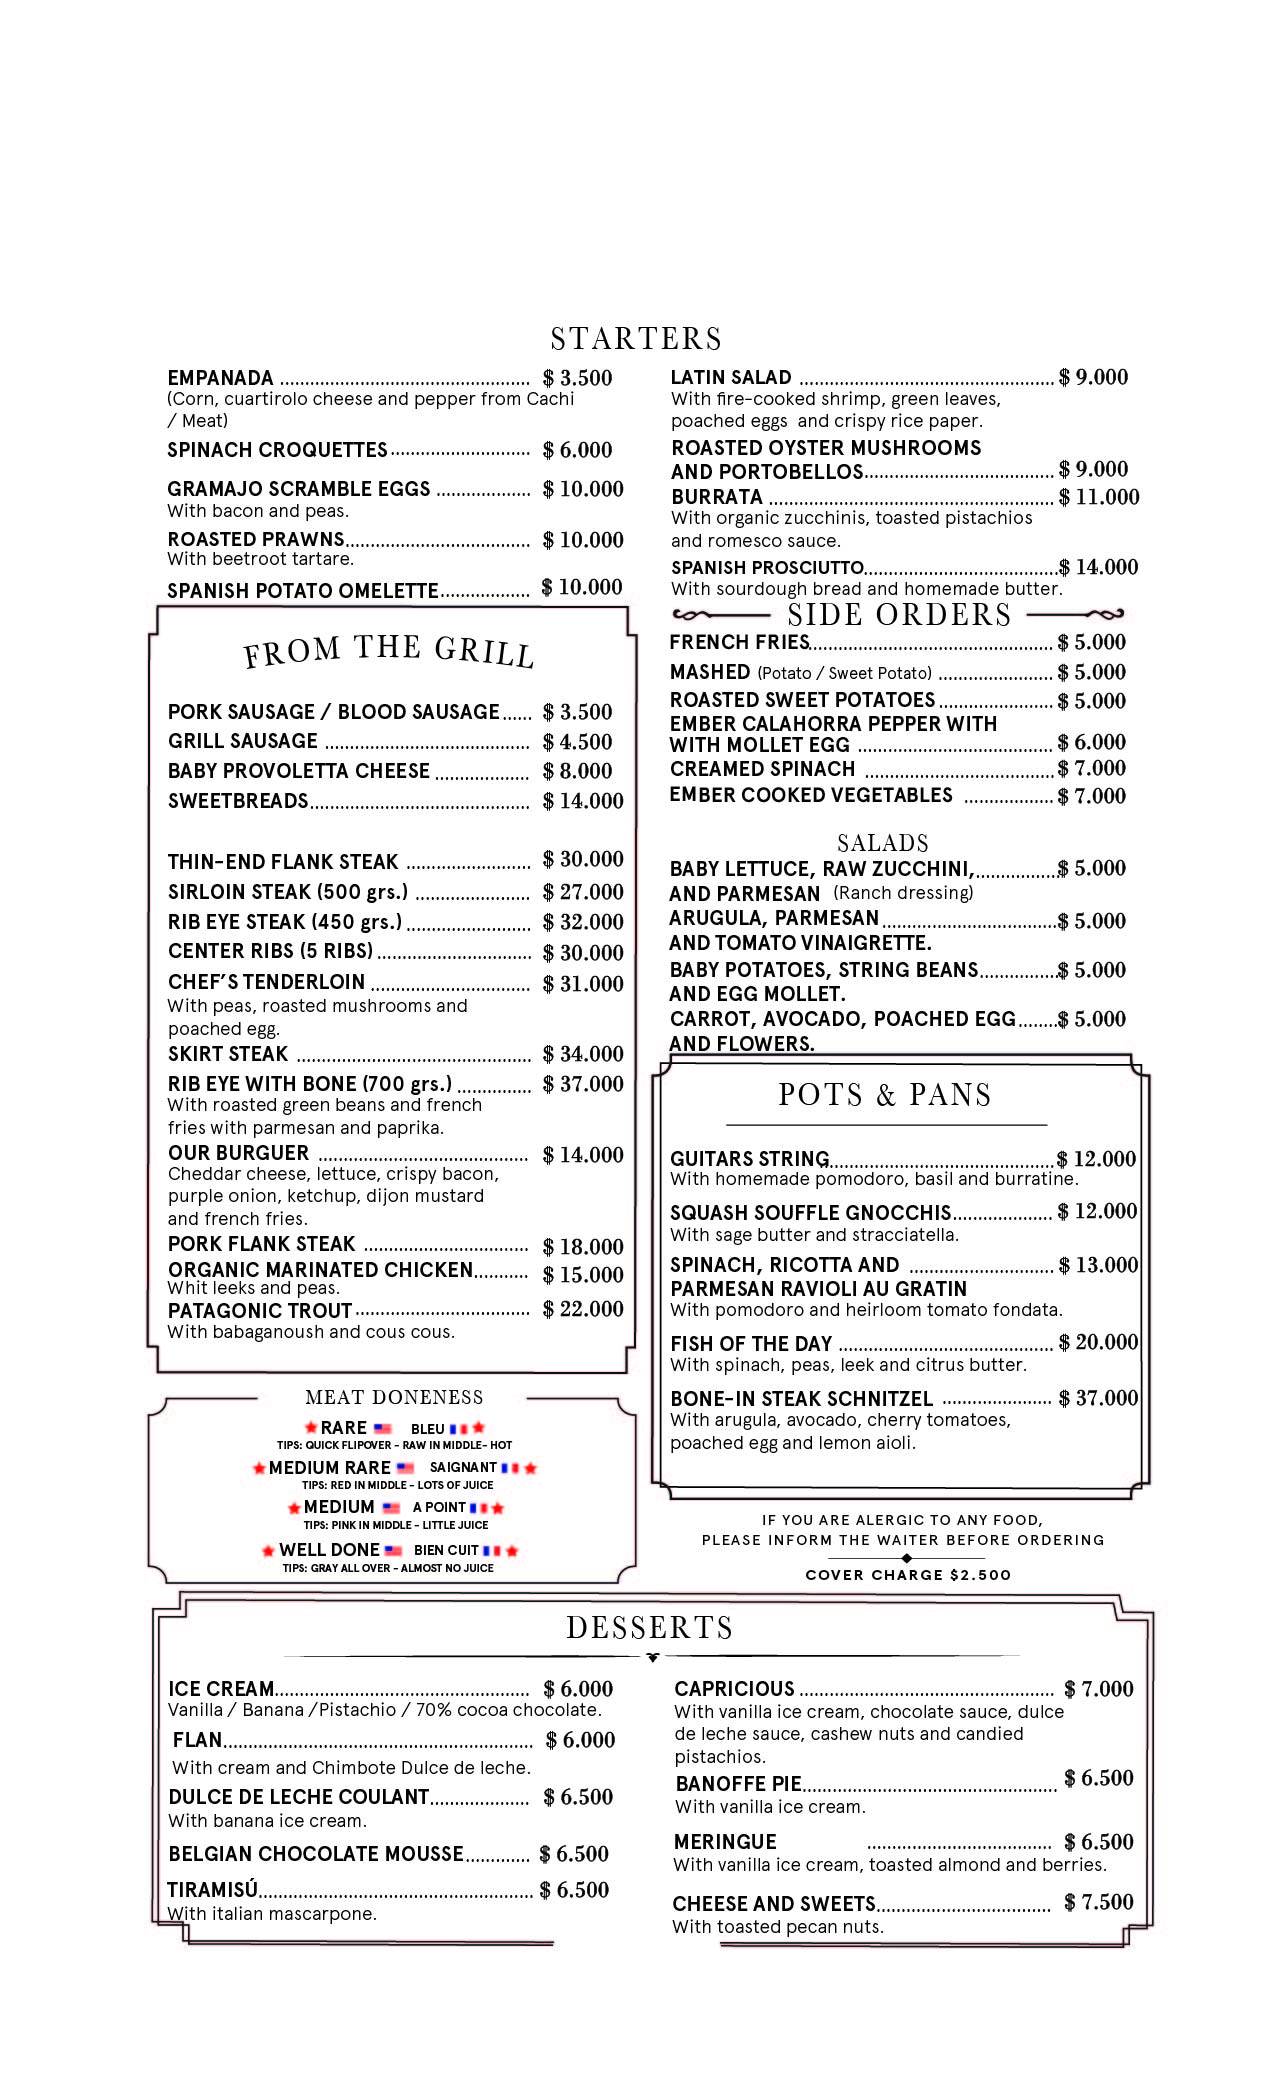 STARTERS
EMPANADA ........ $ 3.500
(Corn, cuartirolo cheese and pepper from Cachi
/ Meat)
SPINACH CROQUETTES ........ $ 6.000
GRAMAJO SCRAMBLE EGGS ........ $ 10.000
With bacon and peas.
ROASTED PRAWNS........ $ 10.000
With beetroot tartare.
SPANISH POTATO OMELETTE........ $ 10.000
LATIN SALAD ........ $ 9.000
With fire-cooked shrimp, green leaves,
poached eggs and crispy rice paper.
ROASTED OYSTER MUSHROOMS
AND PORTOBELLOS........ $ 9.000
BURRATA ........ $ 11.000
With organic zucchinis, toasted pistachios
and romesco sauce.
SPANISH PROSCIUTTO........ $ 14.000
With sourdough bread and homemade butter.
FROM THE GRILL
PORK SAUSAGE / BLOOD SAUSAGE ...... $ 3.500
GRILL SAUSAGE ........ $ 4.500
BABY PROVOLETTA CHEESE ........ $ 8.000
SWEETBREADS........ $ 14.000
THIN-END FLANK STEAK ........ $ 30.000
SIRLOIN STEAK (500 grs.) ........ $ 27.000
RIB EYE STEAK (450 grs.) ........ $ 32.000
CENTER RIBS (5 RIBS) ........ $ 30.000
CHEF'S TENDERLOIN ........ $ 31.000
With peas, roasted mushrooms and
poached egg.
SKIRT STEAK ........ $ 34.000
RIB EYE WITH BONE (700 grs.) ........ $ 37.000
With roasted green beans and french
fries with parmesan and paprika.
OUR BURGUER ........ $ 14.000
Cheddar cheese, lettuce, crispy bacon,
purple onion, ketchup, dijon mustard
and french fries.
PORK FLANK STEAK ........ $ 18.000
ORGANIC MARINATED CHICKEN........ $ 15.000
Whit leeks and peas.
PATAGONIC TROUT ........ $ 22.000
With babaganoush and cous cous.
SIDE ORDERS
FRENCH FRIES........ $ 5.000
MASHED (Potato / Sweet Potato) ........ $ 5.000
ROASTED SWEET POTATOES ........ $ 5.000
EMBER CALAHORRA PEPPER WITH
WITH MOLLET EGG ........ $ 6.000
CREAMED SPINACH ........ $ 7.000
EMBER COOKED VEGETABLES ........ $ 7.000
SALADS
BABY LETTUCE, RAW ZUCCHINI,........ $ 5.000
AND PARMESAN (Ranch dressing)
ARUGULA, PARMESAN ........ $ 5.000
AND TOMATO VINAIGRETTE.
BABY POTATOES, STRING BEANS........ $ 5.000
AND EGG MOLLET.
CARROT, AVOCADO, POACHED EGG........ $ 5.000
AND FLOWERS.
POTS & PANS
GUITARS STRING........ $ 12.000
With homemade pomodoro, basil and burratine.
SQUASH SOUFFLE GNOCCHIS........ $ 12.000
With sage butter and stracciatella.
SPINACH, RICOTTA AND ........ $ 13.000
PARMESAN RAVIOLI AU GRATIN
With pomodoro and heirloom tomato fondata.
FISH OF THE DAY ........ $ 20.000
With spinach, peas, leek and citrus butter.
BONE-IN STEAK SCHNITZEL ........ $ 37.000
With arugula, avocado, cherry tomatoes,
poached egg and lemon aioli.
MEAT DONENESS
RARE BLEU
TIPS: QUICK FLIPOVER - RAW IN MIDDLE- HOT
MEDIUM RARE SAIGNANT
TIPS: RED IN MIDDLE - LOTS OF JUICE
MEDIUM A POINT
TIPS: PINK IN MIDDLE - LITTLE JUICE
WELL DONE BIEN CUIT
TIPS: GRAY ALL OVER - ALMOST NO JUICE
IF YOU ARE ALERGIC TO ANY FOOD,
PLEASE INFORM THE WAITER BEFORE ORDERING
COVER CHARGE $2.500
DESSERTS
ICE CREAM........ $ 6.000
Vanilla / Banana /Pistachio / 70% cocoa chocolate.
FLAN........ $ 6.000
With cream and Chimbote Dulce de leche.
DULCE DE LECHE COULANT........ $ 6.500
With banana ice cream.
BELGIAN CHOCOLATE MOUSSE........ $ 6.500
TIRAMISÚ........ $ 6.500
With italian mascarpone.
CAPRICIOUS ........ $ 7.000
With vanilla ice cream, chocolate sauce, dulce
de leche sauce, cashew nuts and candied
pistachios.
BANOFFE PIE........ $ 6.500
With vanilla ice cream.
MERINGUE ........ $ 6.500
With vanilla ice cream, toasted almond and berries.
CHEESE AND SWEETS........ $ 7.500
With toasted pecan nuts.